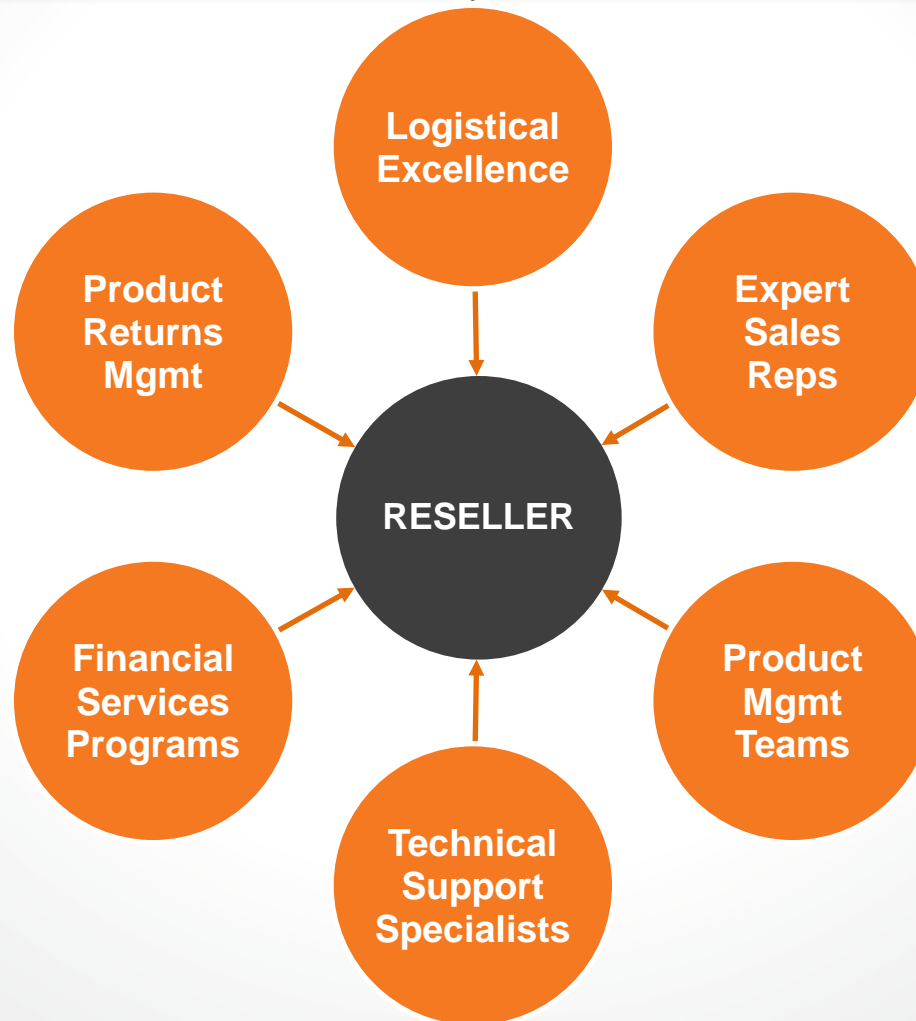 Logistical
Excellence
Expert
Sales
Reps
Product
Mgmt
Teams
Technical
Support
Specialists
Financial
Services
Programs
Product
Returns
Mgmt
RESELLER